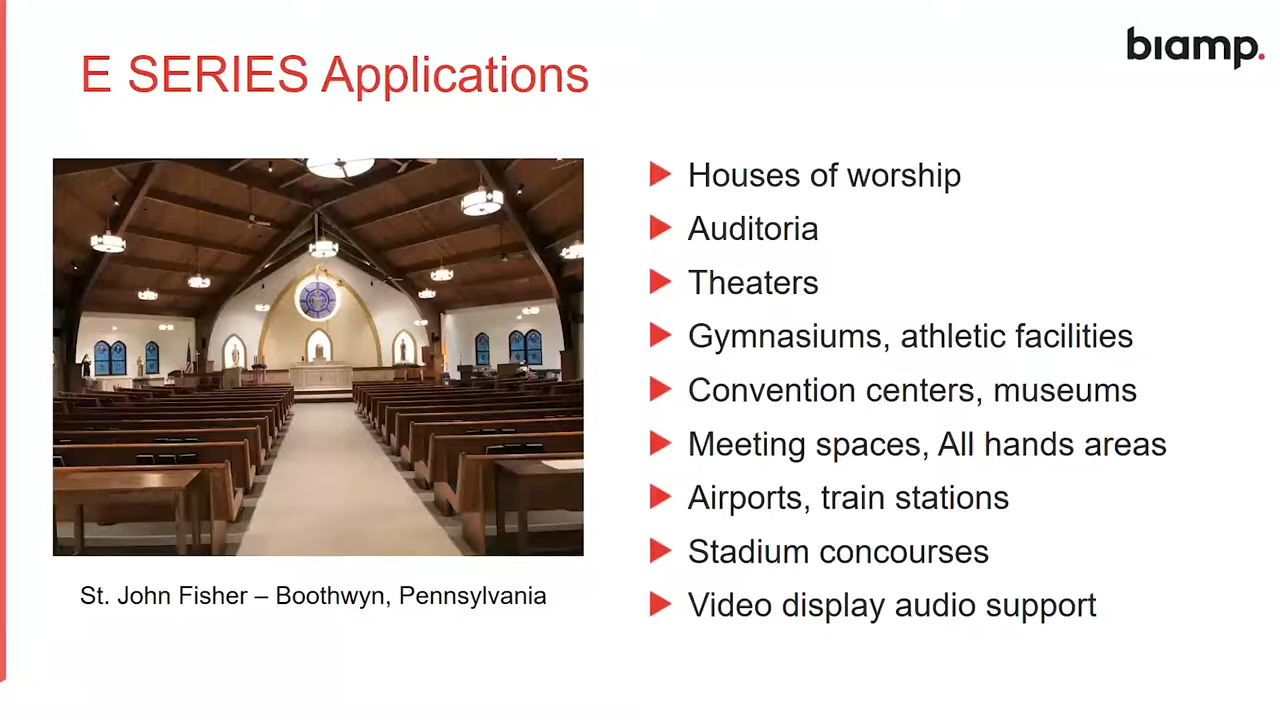 E SERIES Applications
biamp.
Houses of worship
Auditoria
Theaters
Gymnasiums, athletic facilities
Convention centers, museums
Meeting spaces, All hands areas
Airports, train stations
Stadium concourses
Video display audio support
St. John Fisher – Boothwyn, Pennsylvania